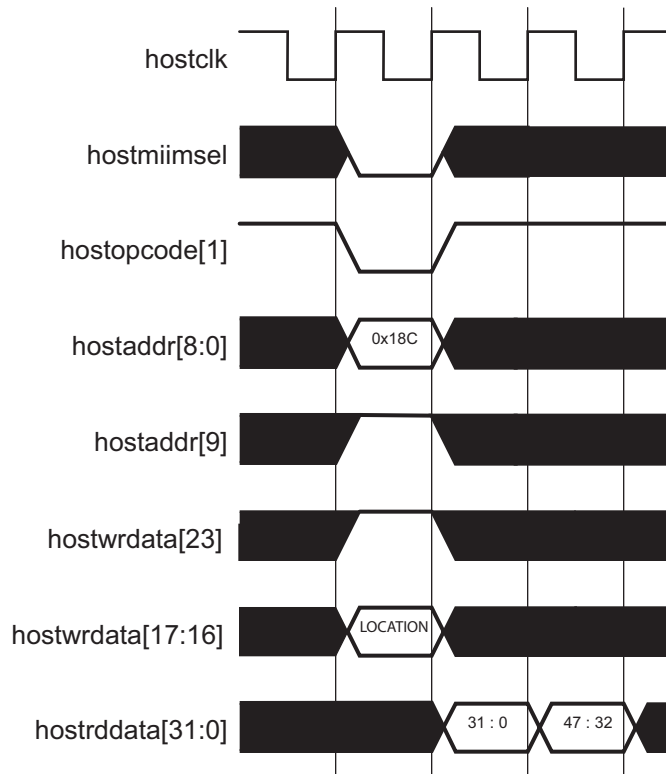 hostclk
hostmiimsel
hostopcode[1]
hostaddr[8:0]
0x18C
hostaddr[9]
hostwrdata[23]
hostwrdata[17:16]
LOCATION
hostrddata[31:0]
31 : 0
47 : 32